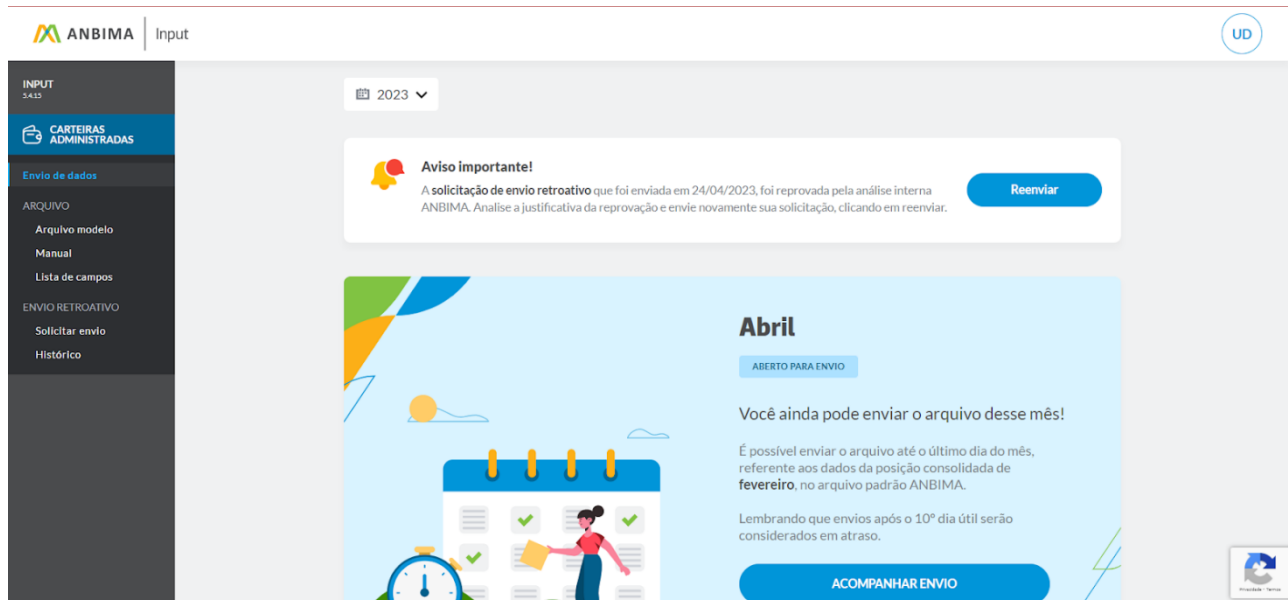 ANBIMA Input
UD
INPUT
3.4.13
CARTEIRAS
ADMINISTRADAS
Envio de dados
ARQUIVO
Arquivo modelo
Manual
Lista de campos
ENVIO RETROATIVO
Solicitar envio
Histórico
2023
Aviso importante!
A solicitação de envio retroativo que foi enviada em 24/04/2023, foi reprovada pela análise interna
ANBIMA. Analise a justificativa da reprovação e envie novamente sua solicitação, clicando em reenviar.
Reenviar
Abril
ABERTO PARA ENVIO
Você ainda pode enviar o arquivo desse mês!
É possível enviar o arquivo até o último dia do mês,
referente aos dados da posição consolidada de
fevereiro, no arquivo padrão ANBIMA.
Lembrando que envios após o 10º dia útil serão
considerados em atraso.
ACOMPANHAR ENVIO
Privacidade - Termos